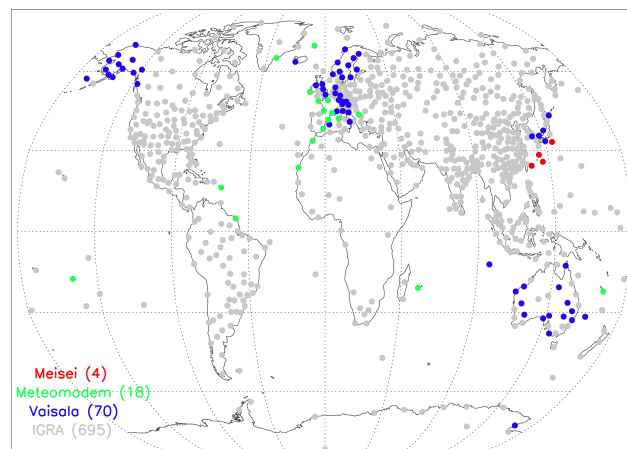 Meisei (4)
Meteomodem (18)
Vaisala (70)
IGRA (695)